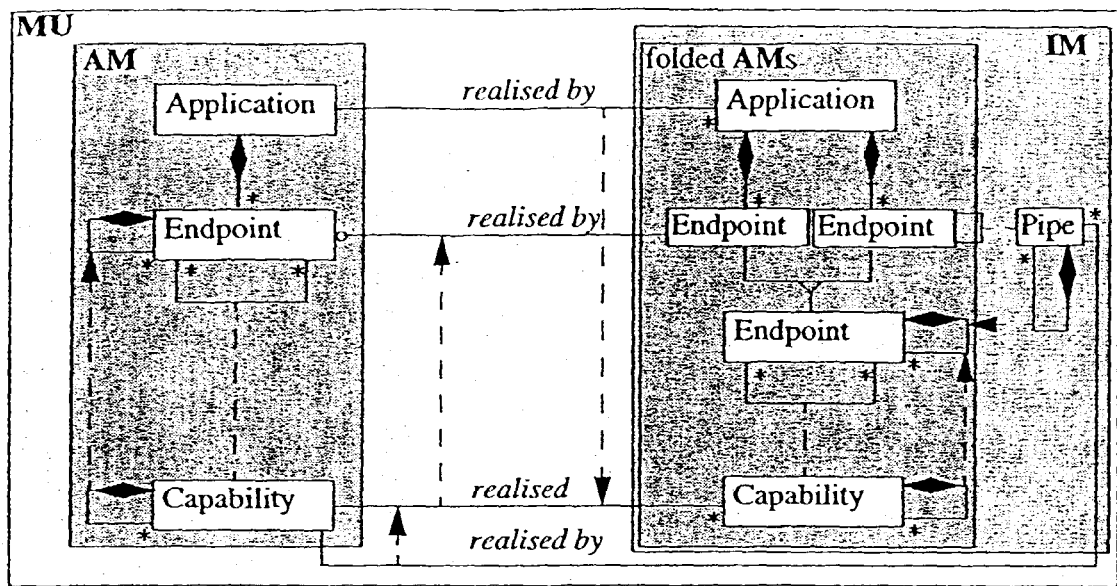 MU
AM
Application
*
Endpoint
*
*
*
Capability
*
realised by
realised by
realised
realised by
IM
folded AMs
Application
*
*
*
Endpoint
Endpoint
Pipe
*
*
Endpoint
*
*
*
Capability
*
*